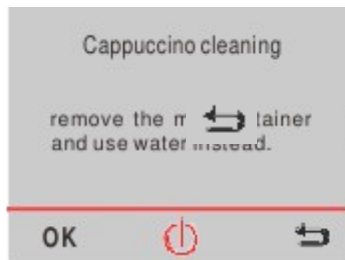 Cappuccino cleaning
remove the
and use water instead.
OK